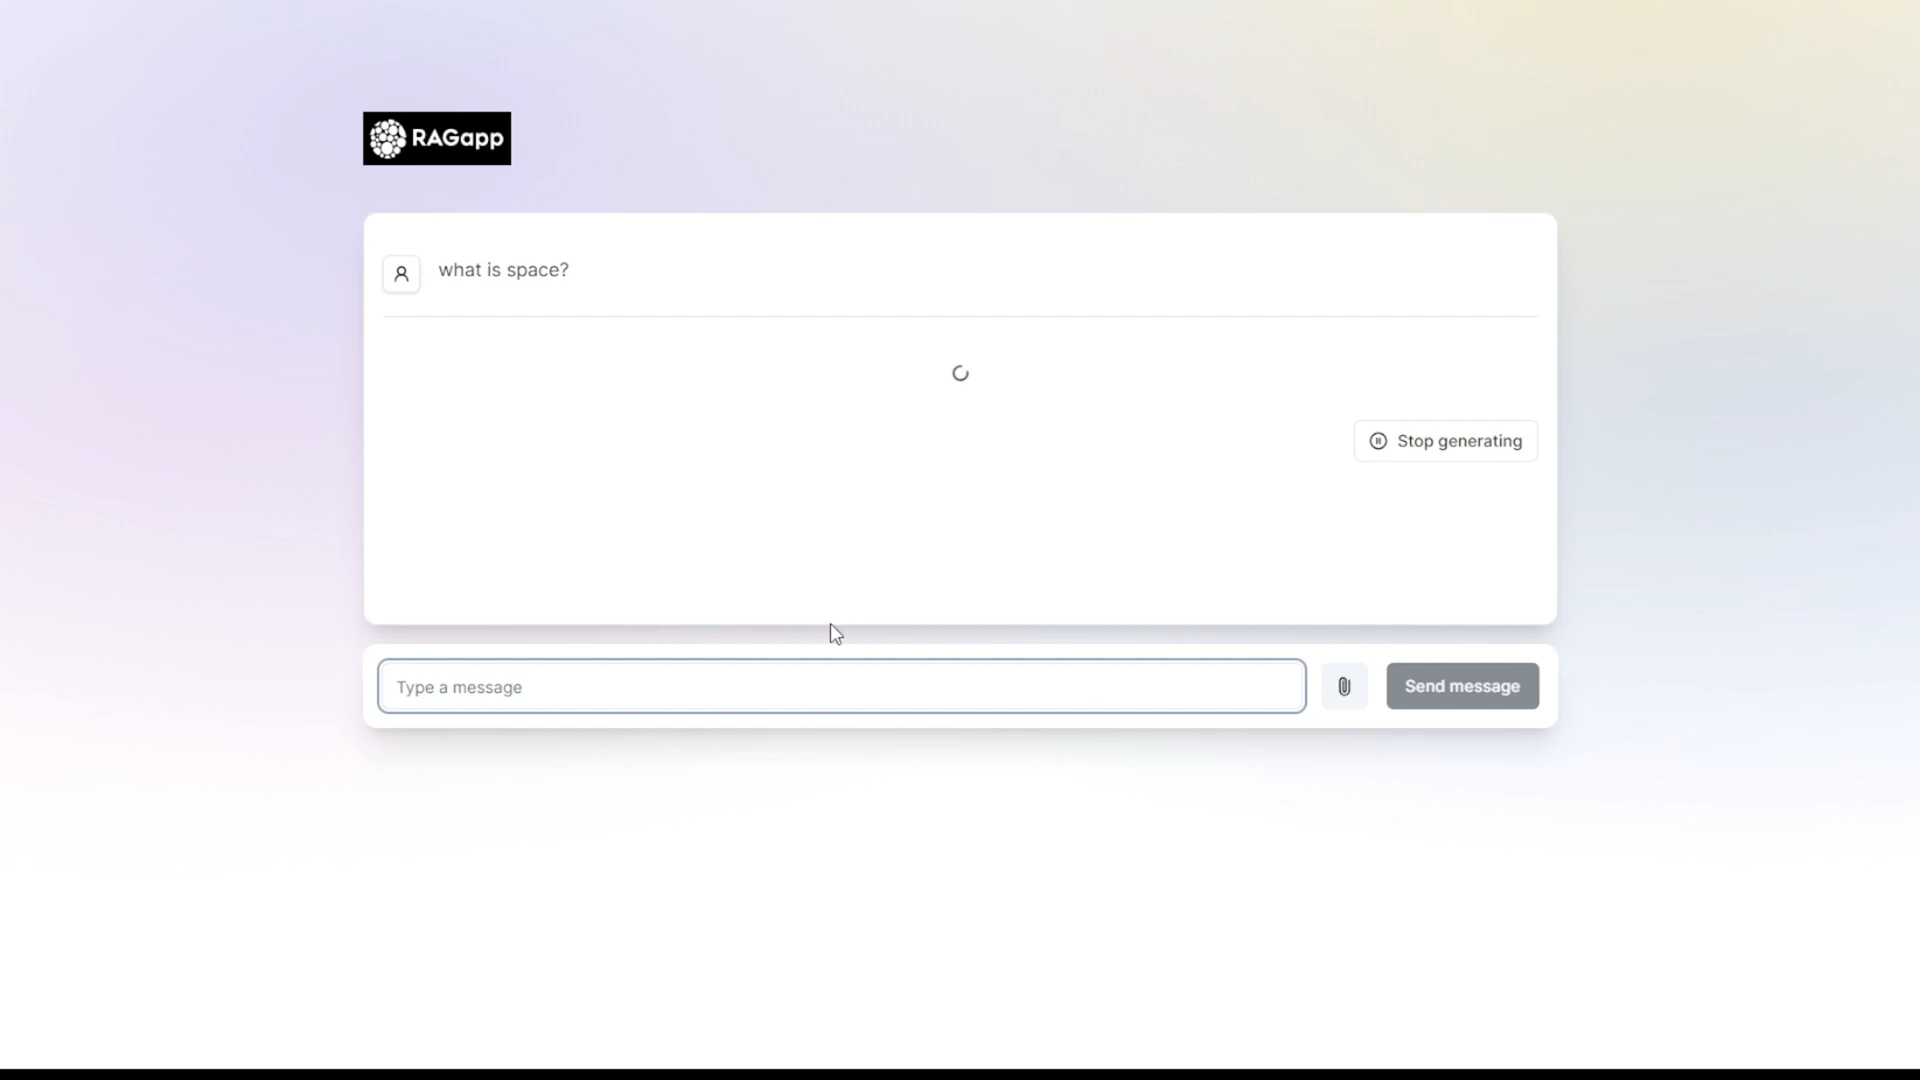 RAGapp
what is space?
Stop generating
Type a message
Send message